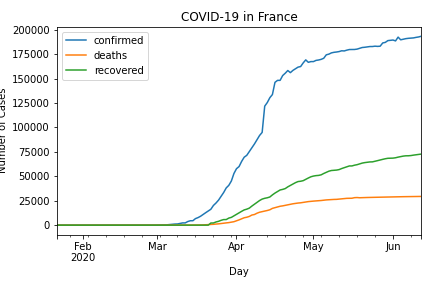 COVID-19 in France
200000
175000
150000
125000
100000
75000
50000
25000
0
Number of Cases
confirmed
deaths
recovered
Feb
2020
Mar
Apr
May
Jun
Day